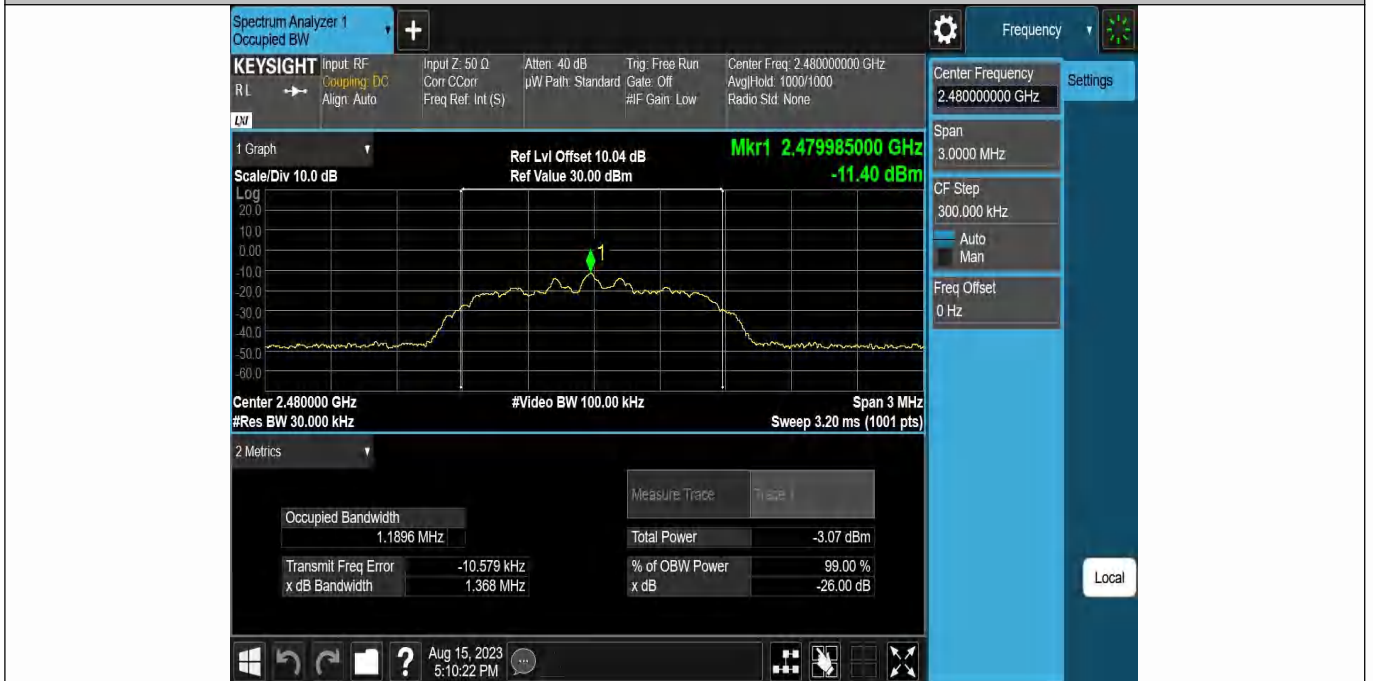 Spectrum Analyzer 1
Occupied BW
+
Frequency
KEYSIGHT
R L
LXI
Input: RF
Coupling: DC
Align: Auto
Input Z: 50 Ω
Corr CCorr
Freq Ref: Int (S)
Atten: 40 dB
µW Path: Standard
Trig: Free Run
Gate: Off
#IF Gain: Low
Center Freq: 2.480000000 GHz
Avg|Hold: 1000/1000
Radio Std: None
Center Frequency
2.480000000 GHz
Settings
Span
3.0000 MHz
CF Step
300.000 kHz
Auto
Man
Freq Offset
0 Hz
Local
1 Graph
Scale/Div 10.0 dB
Ref Lvl Offset 10.04 dB
Ref Value 30.00 dBm
Mkr1 2.479985000 GHz
-11.40 dBm
Log
20.0
10.0
0.00
-10.0
-20.0
-30.0
-40.0
-50.0
-60.0
1
Center 2.480000 GHz
#Video BW 100.00 kHz
Span 3 MHz
#Res BW 30.000 kHz
Sweep 3.20 ms (1001 pts)
2 Metrics
Measure Trace
Trace 1
Occupied Bandwidth
1.1896 MHz
Total Power
-3.07 dBm
Transmit Freq Error
-10.579 kHz
% of OBW Power
99.00 %
x dB Bandwidth
1.368 MHz
x dB
-26.00 dB
?
Aug 15, 2023
5:10:22 PM